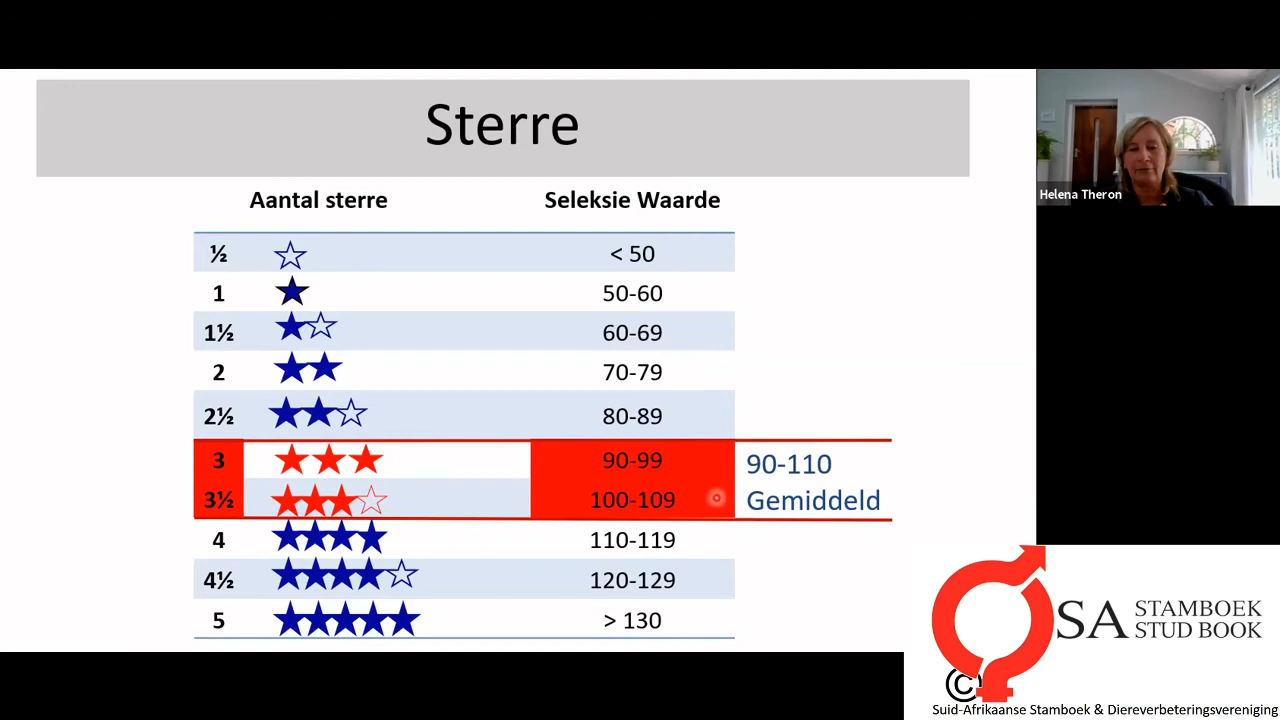 Sterre
Aantal sterre Seleksie Waarde
½ < 50
1 50-60
1½ 60-69
2 70-79
2½ 80-89
3 90-99
3½ 100-109
90-110
Gemiddeld
4 110-119
4½ 120-129
5 > 130
Helena Theron
SA STAMBOEK
STUD BOOK
©
Suid-Afrikaanse Stamboek & Diereverbeteringsvereniging